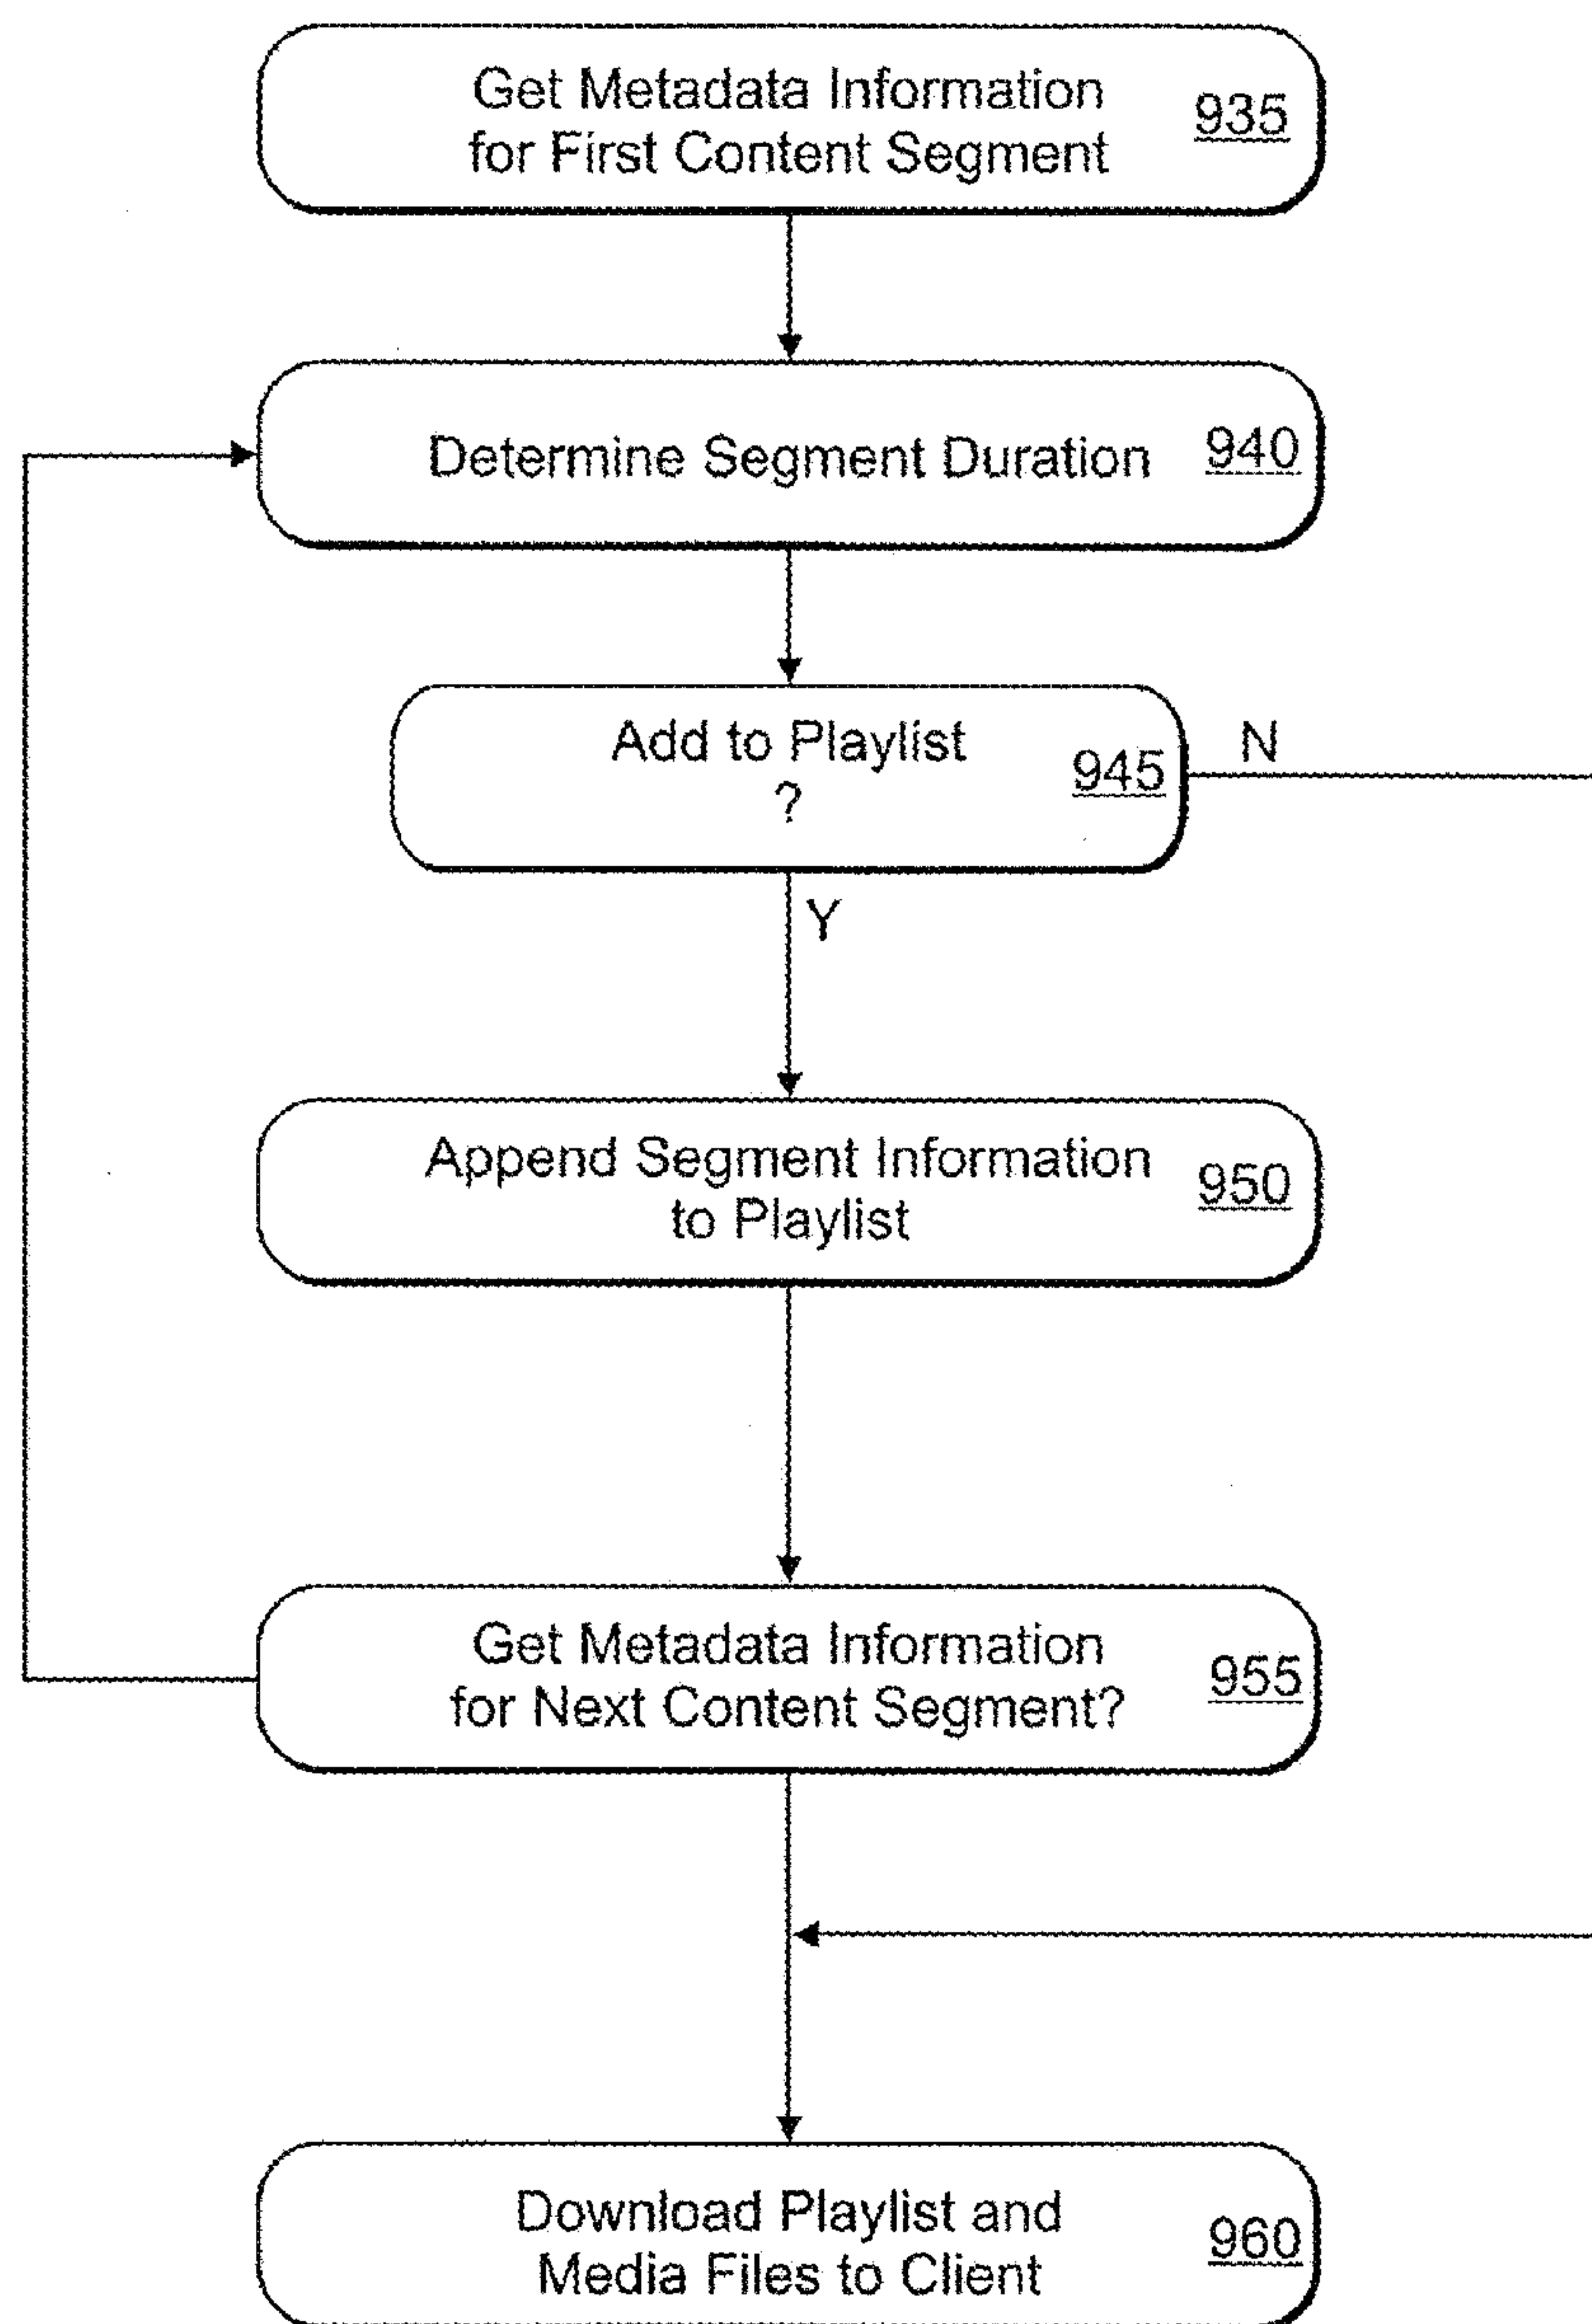 Get Metadata Information
for First Content Segment
935
Determine Segment Duration 940
Add to Playlist
?
945
N
Y
Append Segment Information
to Playlist
950
Get Metadata Information
for Next Content Segment?
955
Download Playlist and
Media Files to Client
960